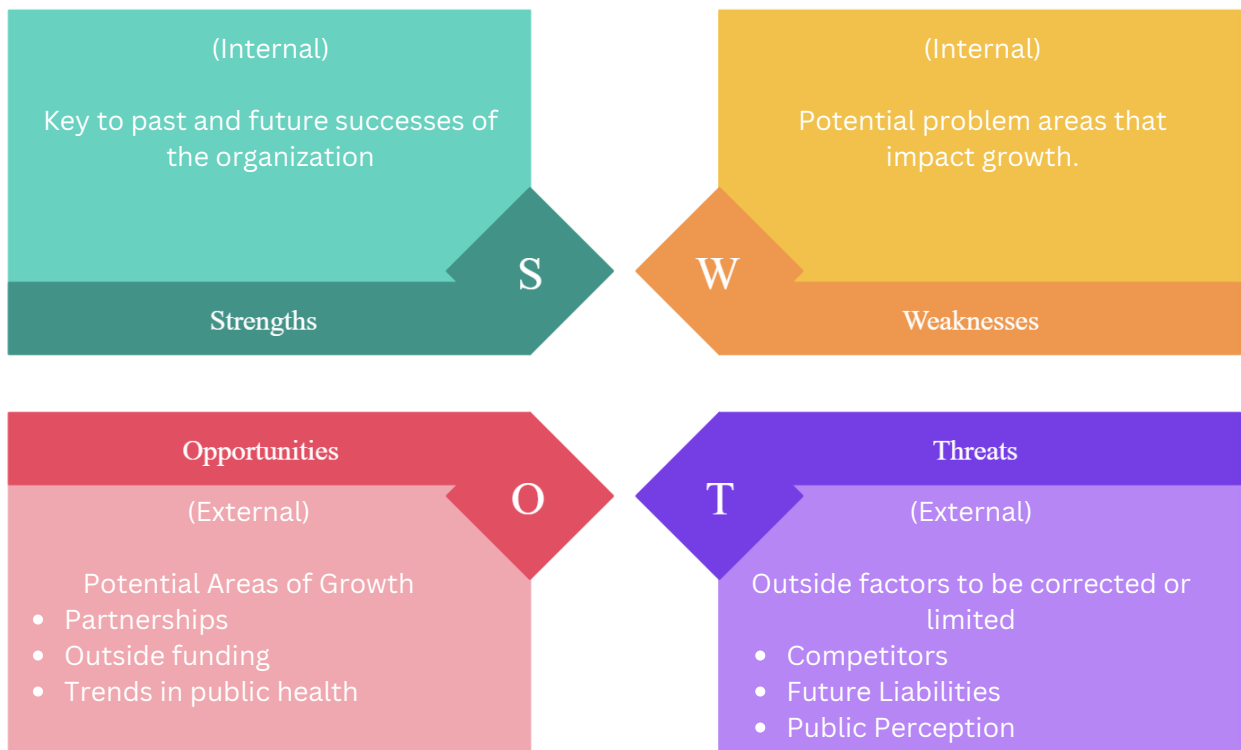 (Internal)
Key to past and future successes of
the organization
S
Strengths
(Internal)
Potential problem areas that
impact growth.
W
Weaknesses
Opportunities
O
(External)
Potential Areas of Growth
• Partnerships
• Outside funding
• Trends in public health
Threats
T
(External)
Outside factors to be corrected or
limited
• Competitors
• Future Liabilities
• Public Perception